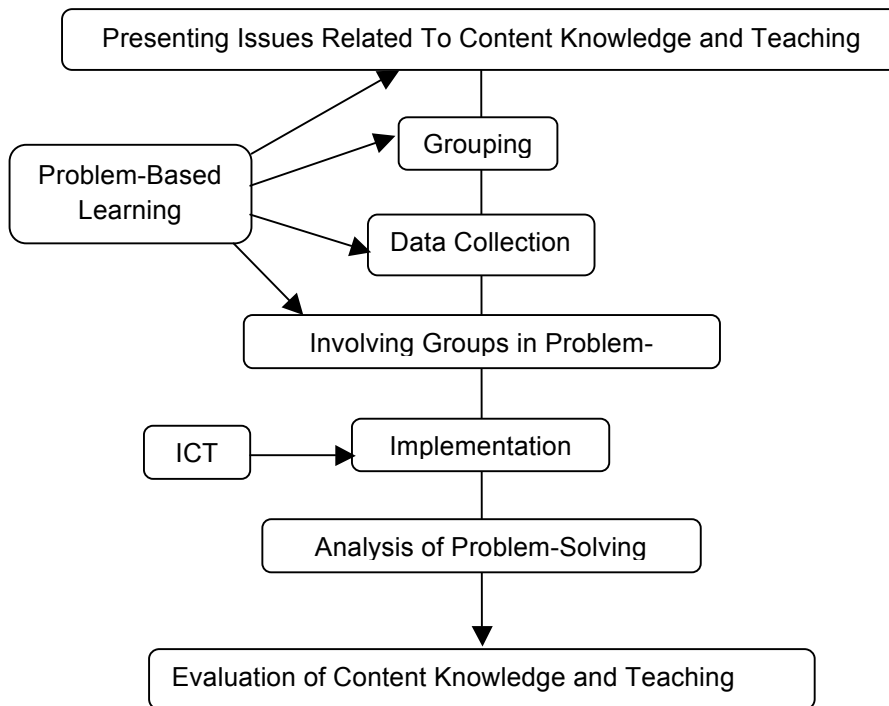 Presenting Issues Related To Content Knowledge and Teaching
Grouping
Problem-Based
Learning
Data Collection
Involving Groups in Problem-
Implementation
ICT
Analysis of Problem-Solving
Evaluation of Content Knowledge and Teaching